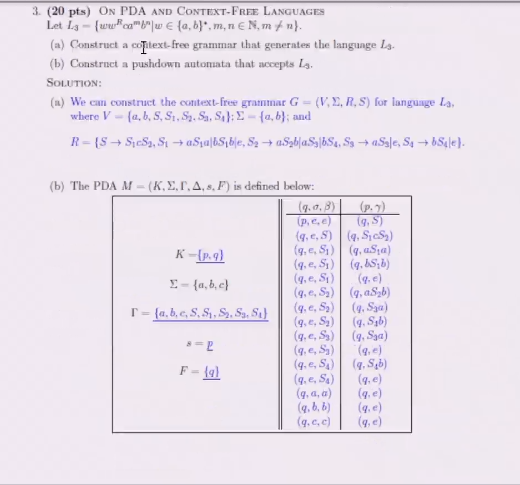 3. (20 pts) ON PDA AND CONTEXT-FREE LANGUAGES
Let L₃ = {wwᴿcaᵐbⁿ|w ∈ {a, b}*, m, n ∈ ℕ, m ≠ n}.
(a) Construct a context-free grammar that generates the language L₃.
(b) Construct a pushdown automata that accepts L₃.
SOLUTION:
(a) We can construct the context-free grammar G = (V, Σ, R, S) for language L₃,
where V = {a, b, S, S₁, S₂, S₃, S₄}; Σ = {a, b}; and
R = {S → S₁cS₂, S₁ → aS₁a|bS₁b|e, S₂ → aS₂b|aS₃|bS₄, S₃ → aS₃|e, S₄ → bS₄|e}.
(b) The PDA M = (K, Σ, Γ, Δ, s, F) is defined below:
K = {p, q}
Σ = {a, b, c}
Γ = {a, b, c, S, S₁, S₂, S₃, S₄}
s = p
F = {q}
(q, σ, β) (p, γ)
(p, e, e) (q, S)
(q, e, S) (q, S₁cS₂)
(q, e, S₁) (q, aS₁a)
(q, e, S₁) (q, bS₁b)
(q, e, S₁) (q, e)
(q, e, S₂) (q, aS₂b)
(q, e, S₂) (q, S₃a)
(q, e, S₂) (q, S₄b)
(q, e, S₃) (q, S₃a)
(q, e, S₃) (q, e)
(q, e, S₄) (q, S₄b)
(q, e, S₄) (q, e)
(q, a, a) (q, e)
(q, b, b) (q, e)
(q, c, c) (q, e)